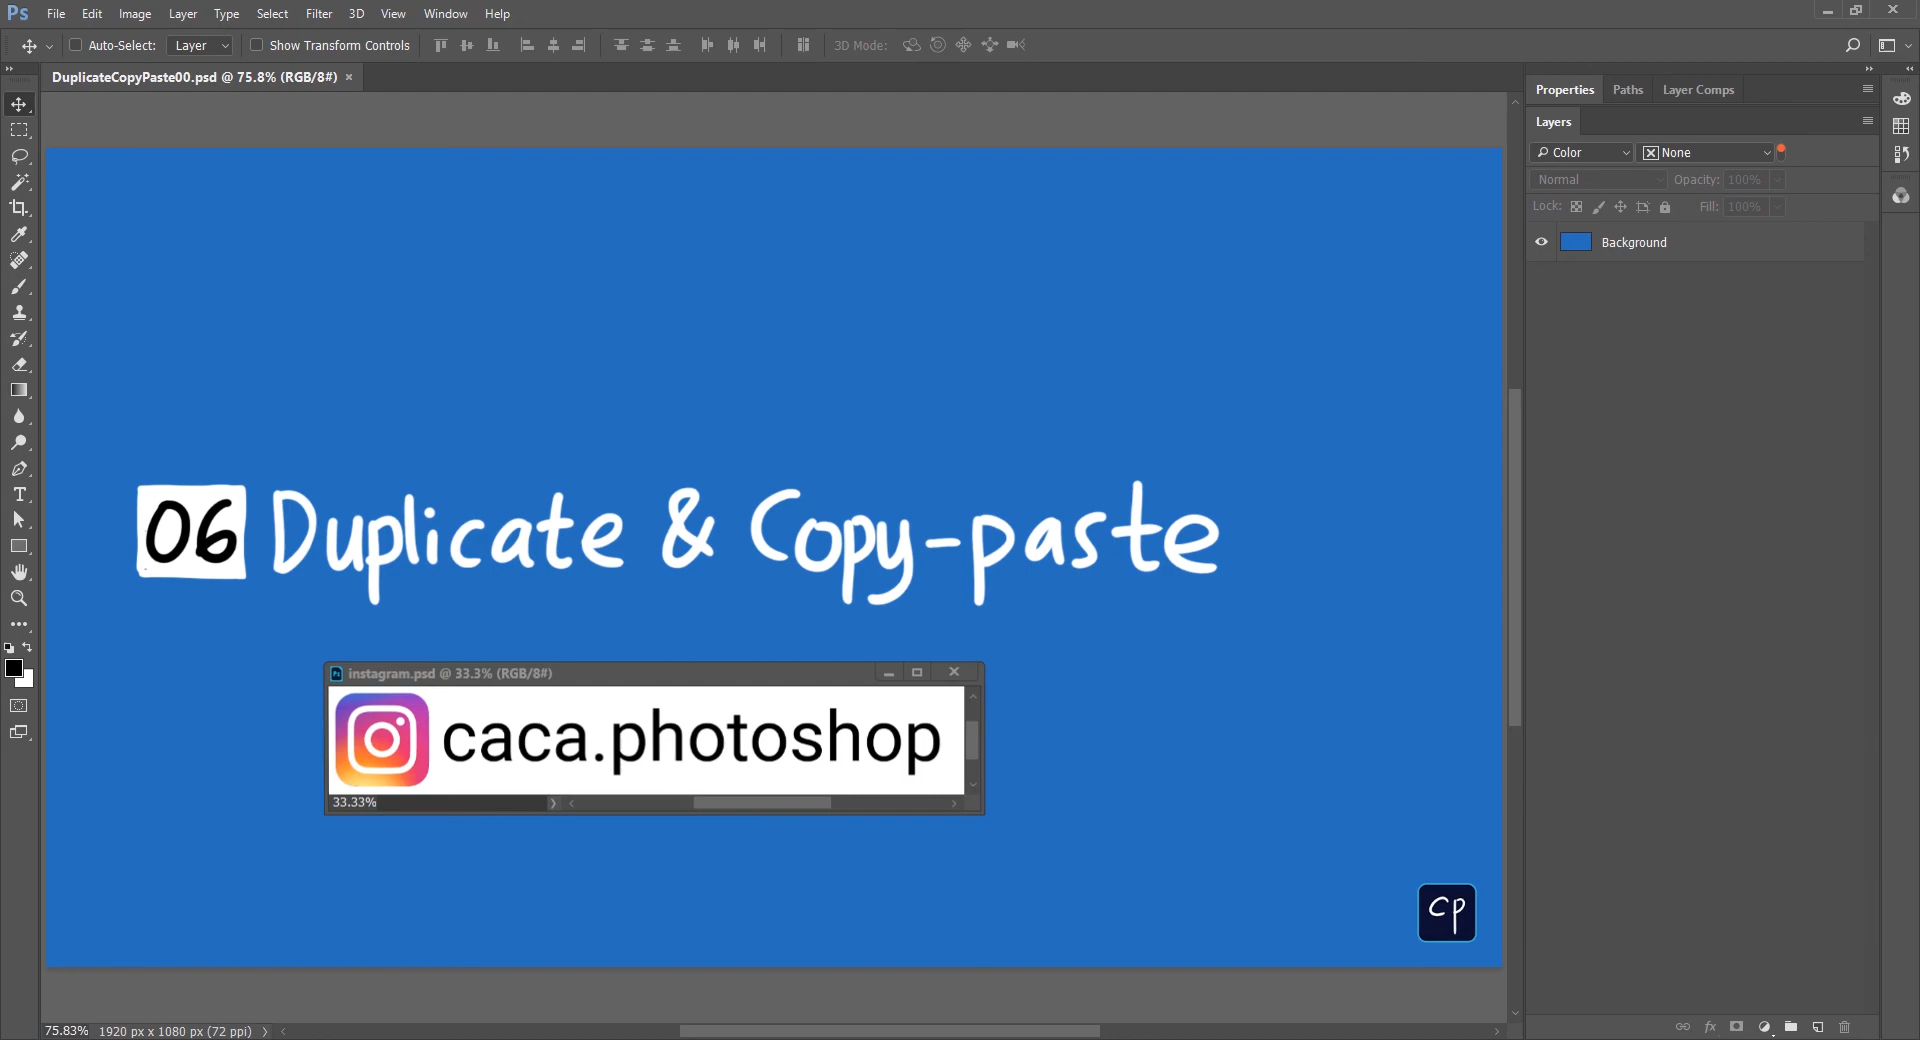 Ps File Edit Image Layer Type Select Filter 3D View Window Help
Auto-Select: Layer Show Transform Controls 3D Mode:
DuplicateCopyPaste00.psd @ 75.8% (RGB/8#) ×
Properties Paths Layer Comps
Layers
Color None
Normal Opacity: 100%
Lock: Fill: 100%
Background
06 Duplicate & Copy-paste
instagram.psd @ 33.3% (RGB/8#)
caca.photoshop
33.33%
CP
75.83% 1920 px x 1080 px (72 ppi)
fx